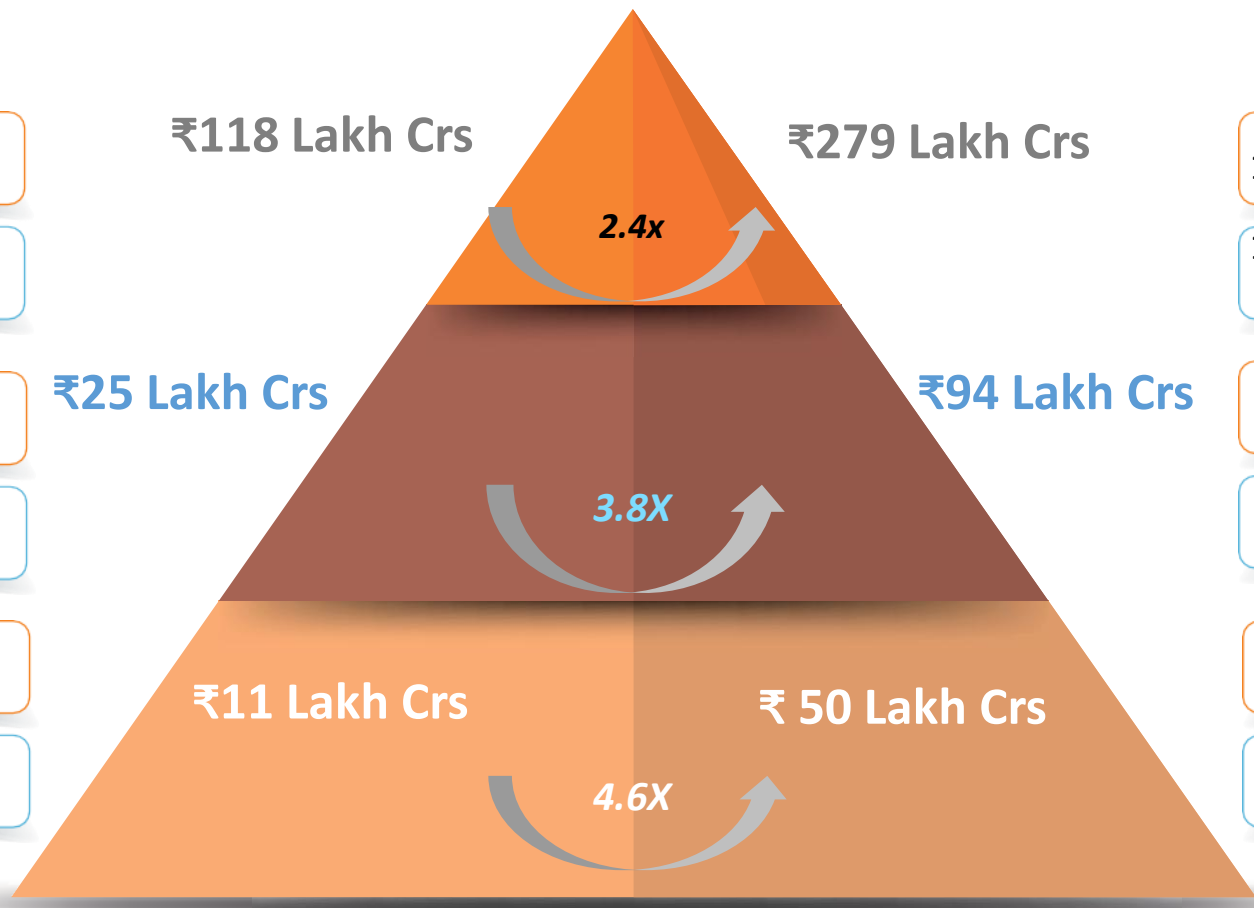 ₹118 Lakh Crs
₹279 Lakh Crs
2.4x
₹25 Lakh Crs
₹94 Lakh Crs
3.8X
₹11 Lakh Crs
₹ 50 Lakh Crs
4.6X